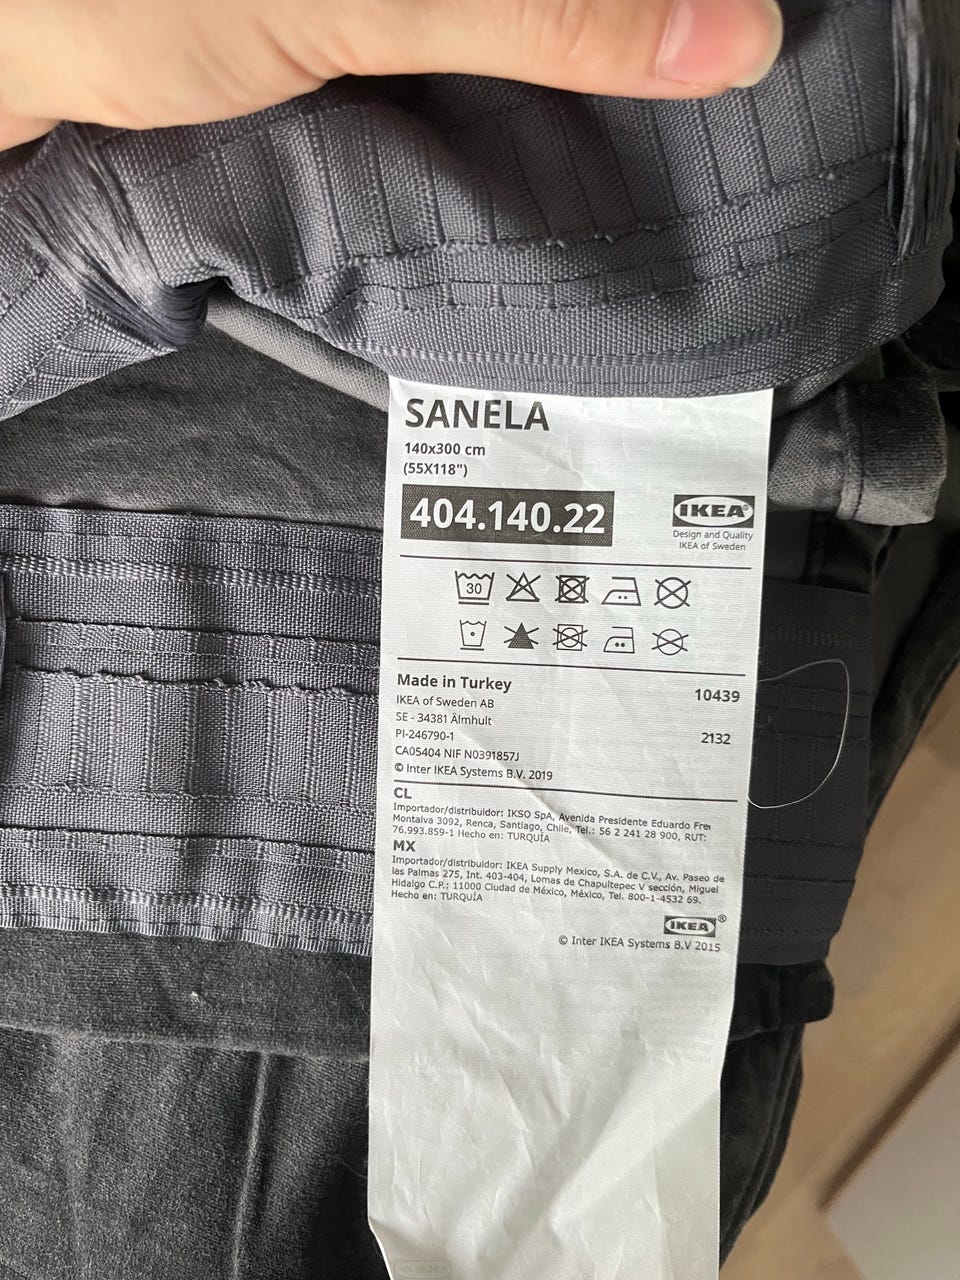 SANELA
140x300 cm
(55X118")
404.140.22
IKEA®
Design and Quality
IKEA of Sweden
30
Made in Turkey
10439
IKEA of Sweden AB
SE - 34381 Älmhult
PI-246790-1
2132
CA05404 NIF N0391857J
© Inter IKEA Systems B.V. 2019
CL
Importador/distribuidor: IKSO SpA, Avenida Presidente Eduardo Frei
Montalva 3092, Renca, Santiago, Chile, Tel.: 56 2 241 28 900, RUT:
76.993.859-1 Hecho en: TURQUÍA
MX
Importador/distribuidor: IKEA Supply Mexico, S.A. de C.V., Av. Paseo de
las Palmas 275, Int. 403-404, Lomas de Chapultepec V sección, Miguel
Hidalgo C.P.: 11000 Ciudad de México, México, Tel. 800-1-4532 69.
Hecho en: TURQUÍA
IKEA®
© Inter IKEA Systems B.V 2015